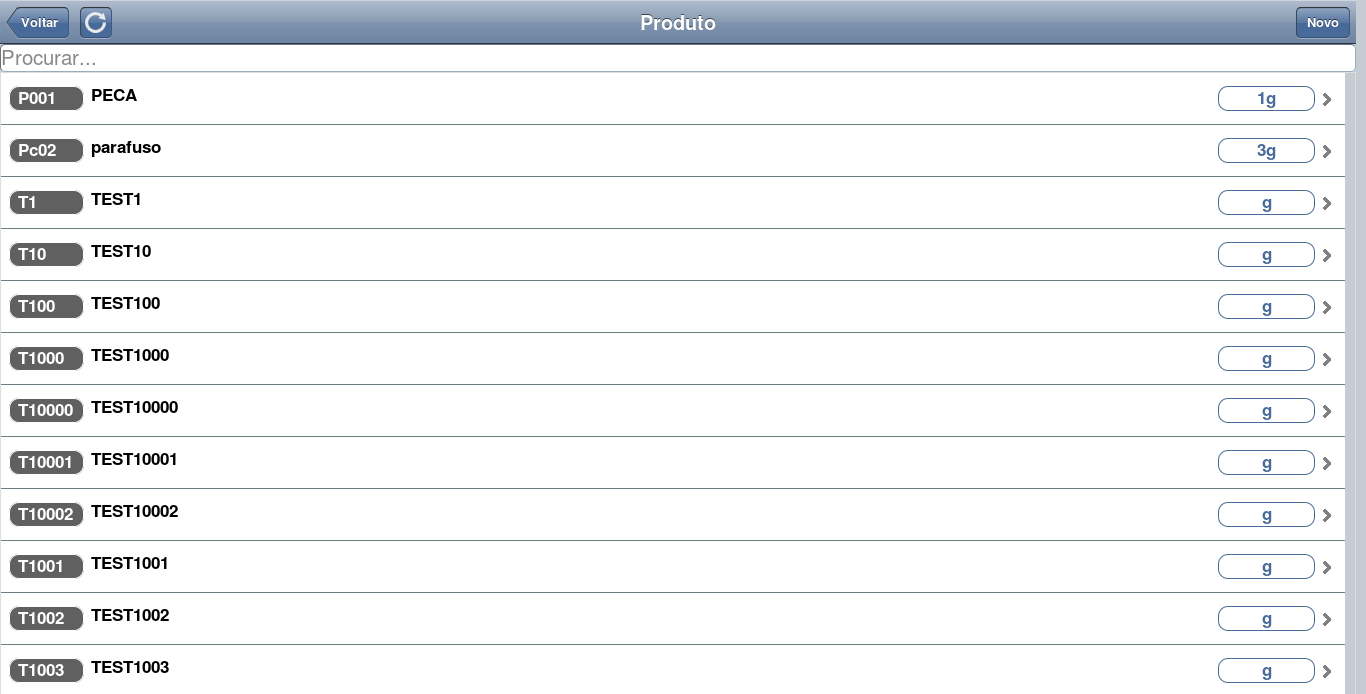 Voltar Produto Novo
Procurar...
P001 PECA 1g
Pc02 parafuso 3g
T1 TEST1 g
T10 TEST10 g
T100 TEST100 g
T1000 TEST1000 g
T10000 TEST10000 g
T10001 TEST10001 g
T10002 TEST10002 g
T1001 TEST1001 g
T1002 TEST1002 g
T1003 TEST1003 g